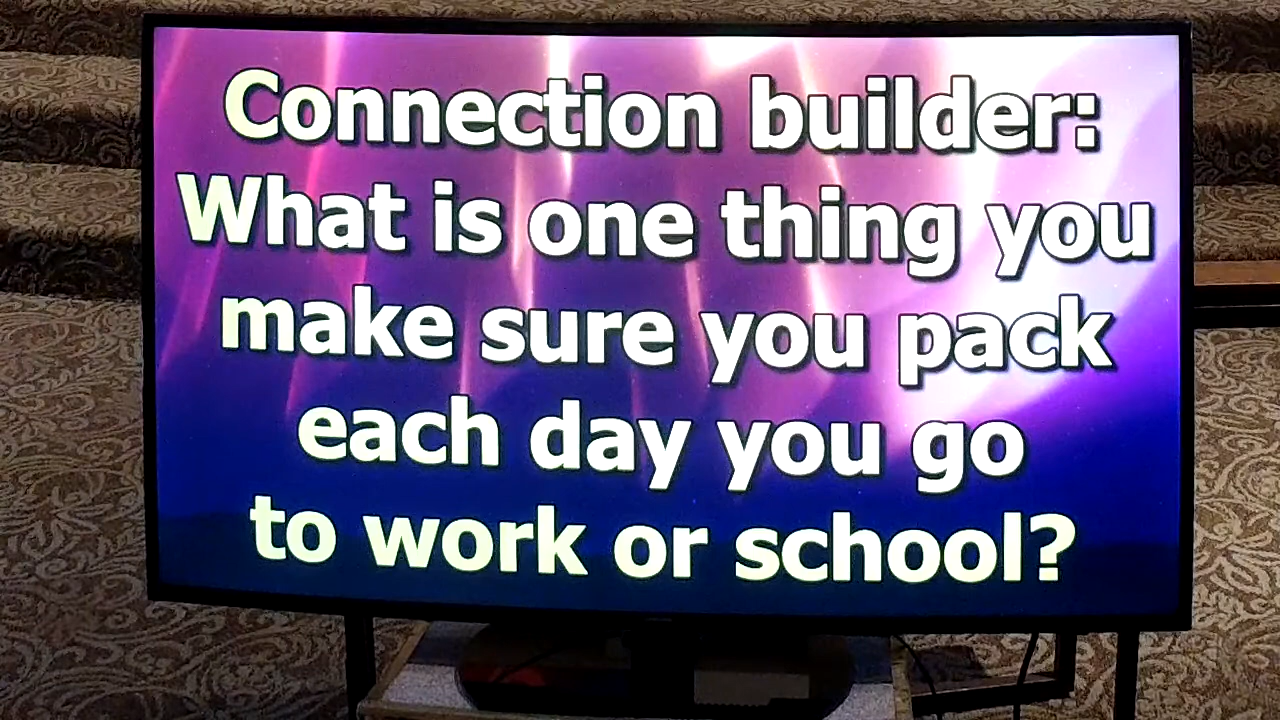 Connection builder:
What is one thing you
make sure you pack
each day you go
to work or school?